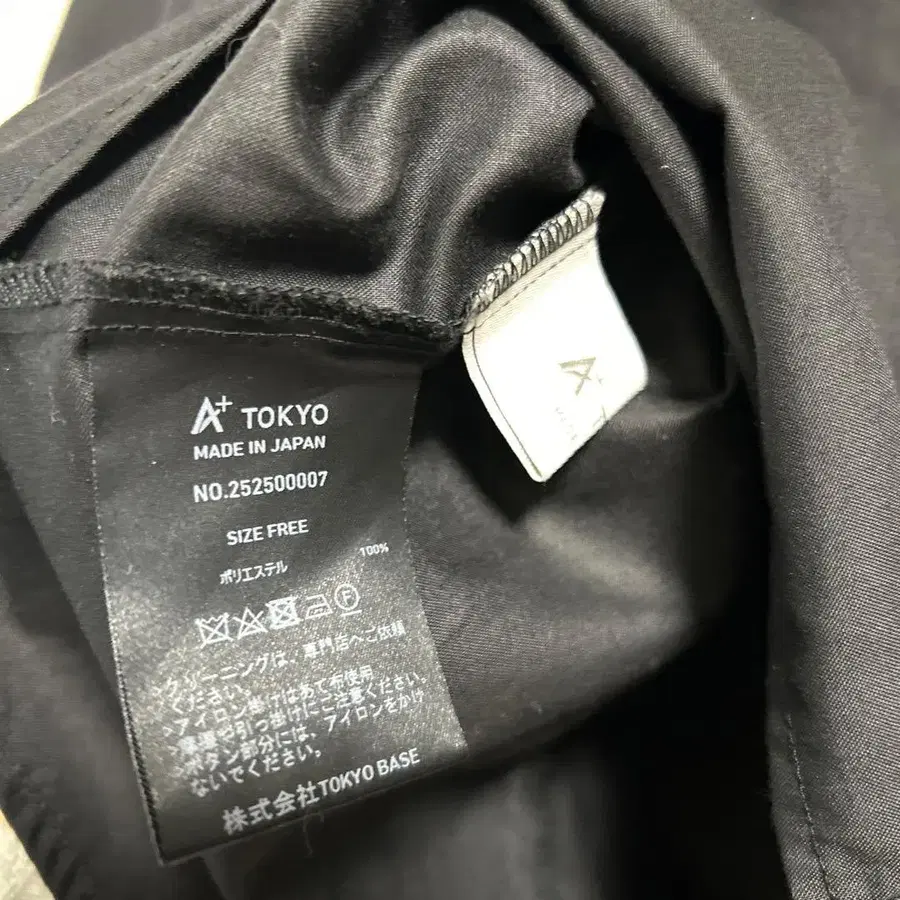 A+ TOKYO
MADE IN JAPAN
NO.252500007
SIZE FREE
100%
ポリエステル
F
>クリーニングは、専門店へご依頼
ください。
>アイロン掛けはあて布使用
>摩擦や引っ掛けにご注意ください。
>ボタン部分には、アイロンをかけ
ないでください。
株式会社TOKYO BASE
A+